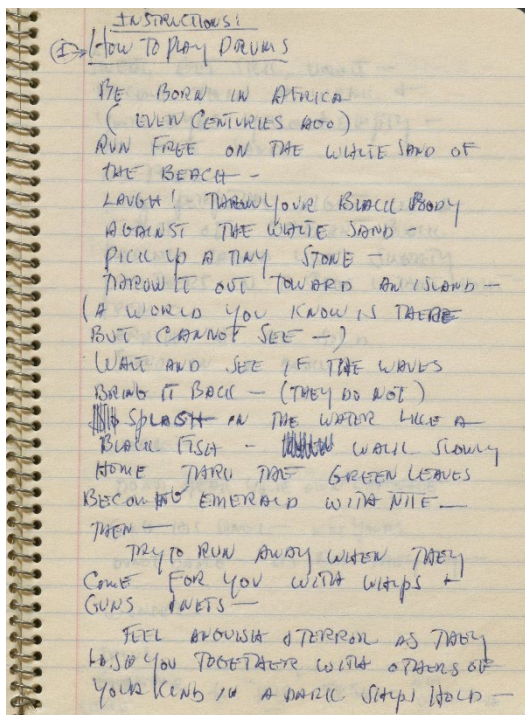 INSTRUCTIONS:
① → HOW TO PLAY DRUMS
BE BORN IN AFRICA
(EVEN CENTURIES AGO)
RUN FREE ON THE WHITE SAND OF
THE BEACH —
LAUGH! THROW YOUR BLACK BODY
AGAINST THE WHITE SAND —
PICK UP A TINY STONE —
THROW IT OUT TOWARD AN ISLAND —
(A WORLD YOU KNOW IS THERE
BUT CANNOT SEE —)
WAIT AND SEE IF THE WAVES
BRING IT BACK — (THEY DO NOT)
SPLASH IN THE WATER LIKE A
BLACK FISH — WALK SLOWLY
HOME THRU THE GREEN LEAVES
BECOMING EMERALD WITH NITE —
THEN —
TRY TO RUN AWAY WHEN THEY
COME FOR YOU WITH WHIPS +
GUNS & NETS —
FEEL ANGUISH & TERROR AS THEY
LASH YOU TOGETHER WITH OTHERS OF
YOUR KIND IN A DARK SHIPS HOLD —